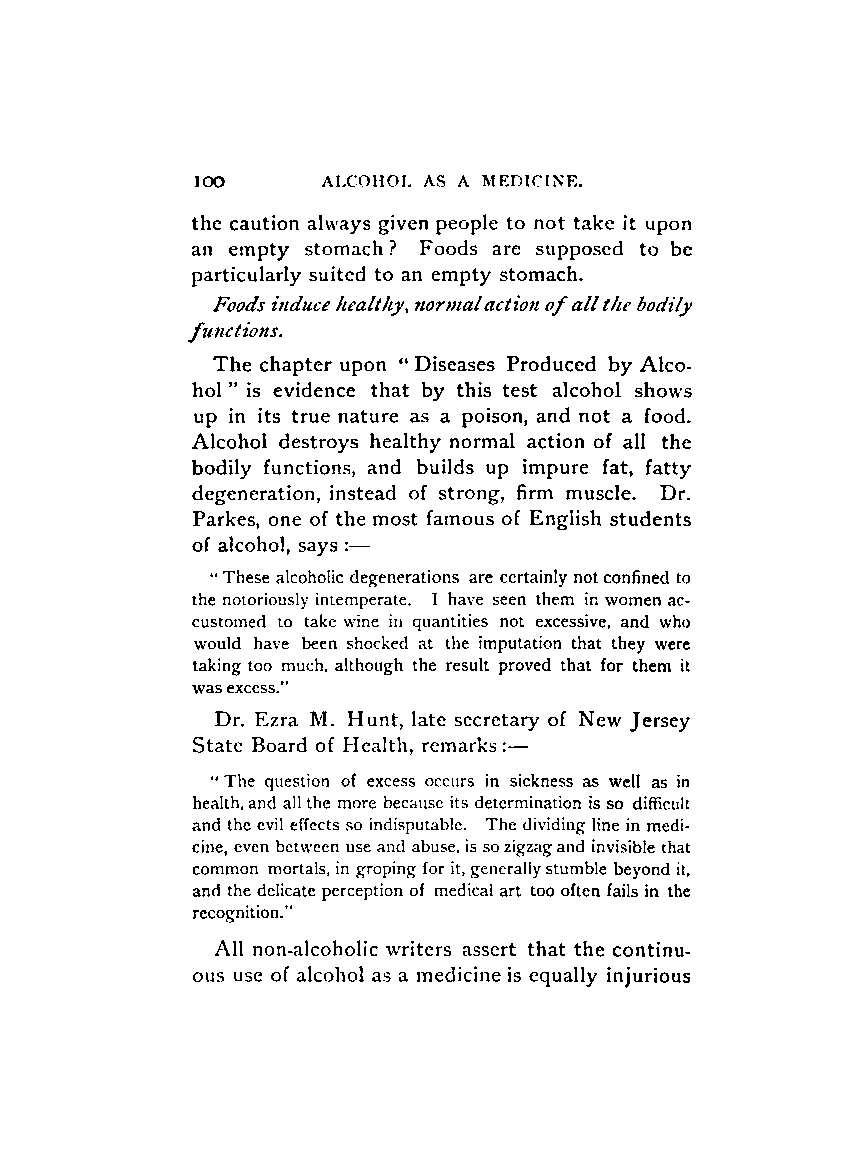 100 ALCOHOL AS A MEDICINE.
the caution always given people to not take it upon
an empty stomach? Foods are supposed to be
particularly suited to an empty stomach.
Foods induce healthy, normal action of all the bodily
functions.
The chapter upon “Diseases Produced by Alco-
hol” is evidence that by this test alcohol shows
up in its true nature as a poison, and not a food.
Alcohol destroys healthy normal action of all the
bodily functions, and builds up impure fat, fatty
degeneration, instead of strong, firm muscle. Dr.
Parkes, one of the most famous of English students
of alcohol, says :—
“These alcoholic degenerations are certainly not confined to
the notoriously intemperate. I have seen them in women ac-
customed to take wine in quantities not excessive, and who
would have been shocked at the imputation that they were
taking too much, although the result proved that for them it
was excess.”
Dr. Ezra M. Hunt, late secretary of New Jersey
State Board of Health, remarks :—
“The question of excess occurs in sickness as well as in
health, and all the more because its determination is so difficult
and the evil effects so indisputable. The dividing line in medi-
cine, even between use and abuse, is so zigzag and invisible that
common mortals, in groping for it, generally stumble beyond it,
and the delicate perception of medical art too often fails in the
recognition.”
All non-alcoholic writers assert that the continu-
ous use of alcohol as a medicine is equally injurious